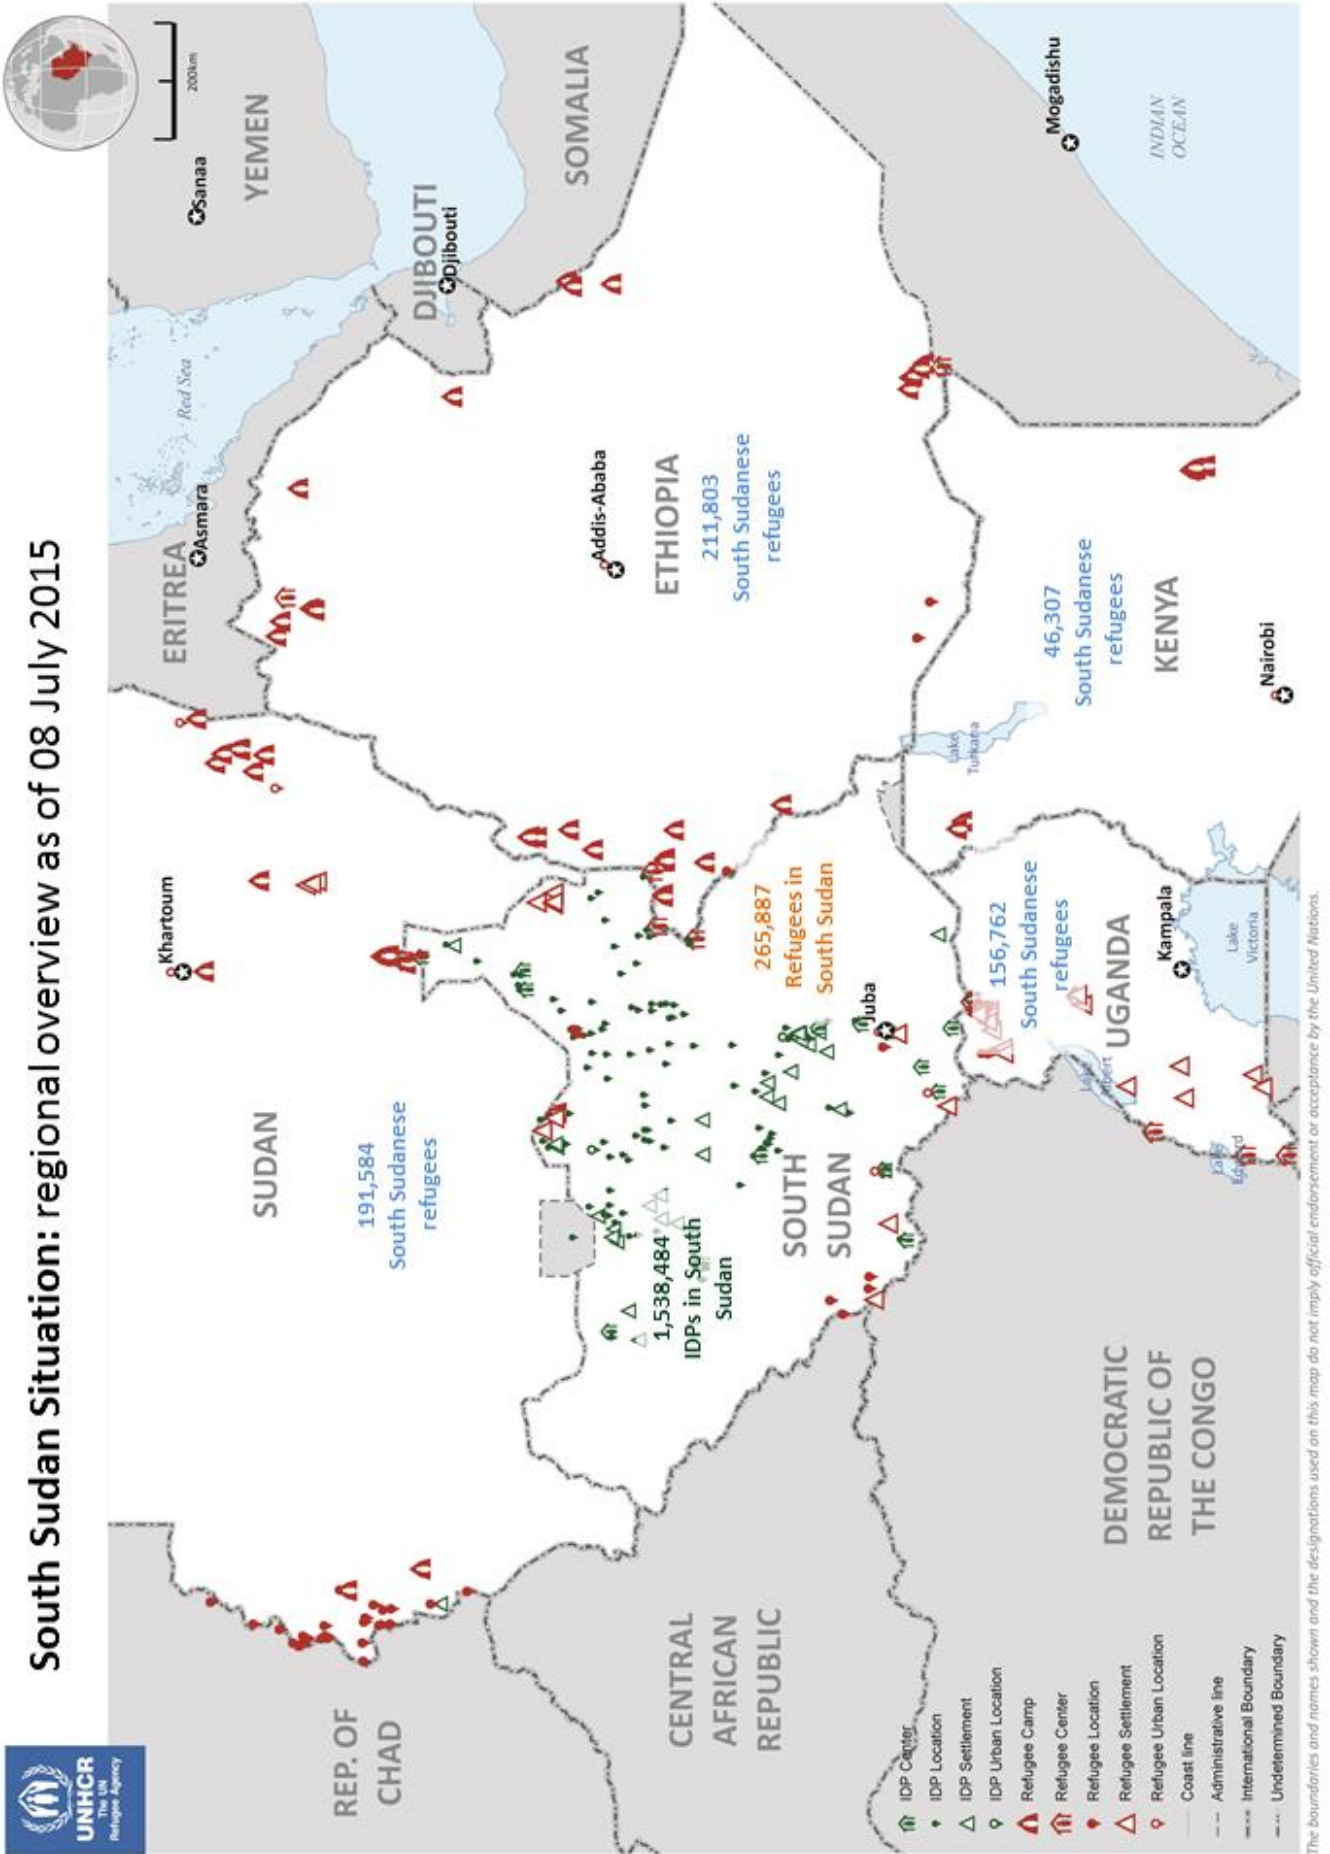 South Sudan Situation: regional overview as of 08 July 2015
UNHCR
The UN
Refugee Agency
200km
Khartoum
ERITREA
Asmara
Red Sea
Sanaa
YEMEN
SUDAN
191,584
South Sudanese
refugees
REP. OF
CHAD
DJIBOUTI
Djibouti
SOMALIA
Addis-Ababa
ETHIOPIA
211,803
South Sudanese
refugees
1,538,484
IDPs in South
Sudan
265,887
Refugees in
South Sudan
SOUTH
SUDAN
Juba
CENTRAL
AFRICAN
REPUBLIC
Lake
Turkana
46,307
South Sudanese
refugees
KENYA
Nairobi
Mogadishu
INDIAN
OCEAN
156,762
South Sudanese
refugees
UGANDA
Kampala
Lake
Victoria
DEMOCRATIC
REPUBLIC OF
THE CONGO
IDP Center
IDP Location
IDP Settlement
IDP Urban Location
Refugee Camp
Refugee Center
Refugee Location
Refugee Settlement
Refugee Urban Location
Coast line
Administrative line
International Boundary
Undetermined Boundary
The boundaries and names shown and the designations used on this map do not imply official endorsement or acceptance by the United Nations.